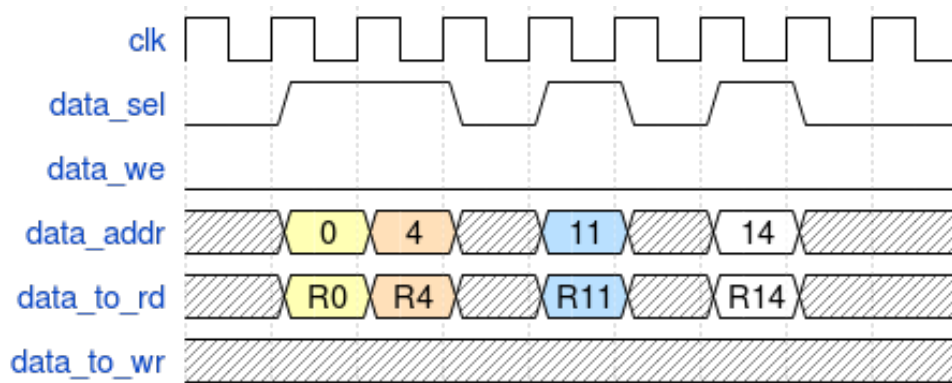 clk
data_sel
data_we
data_addr 0 4 11 14
data_to_rd R0 R4 R11 R14
data_to_wr